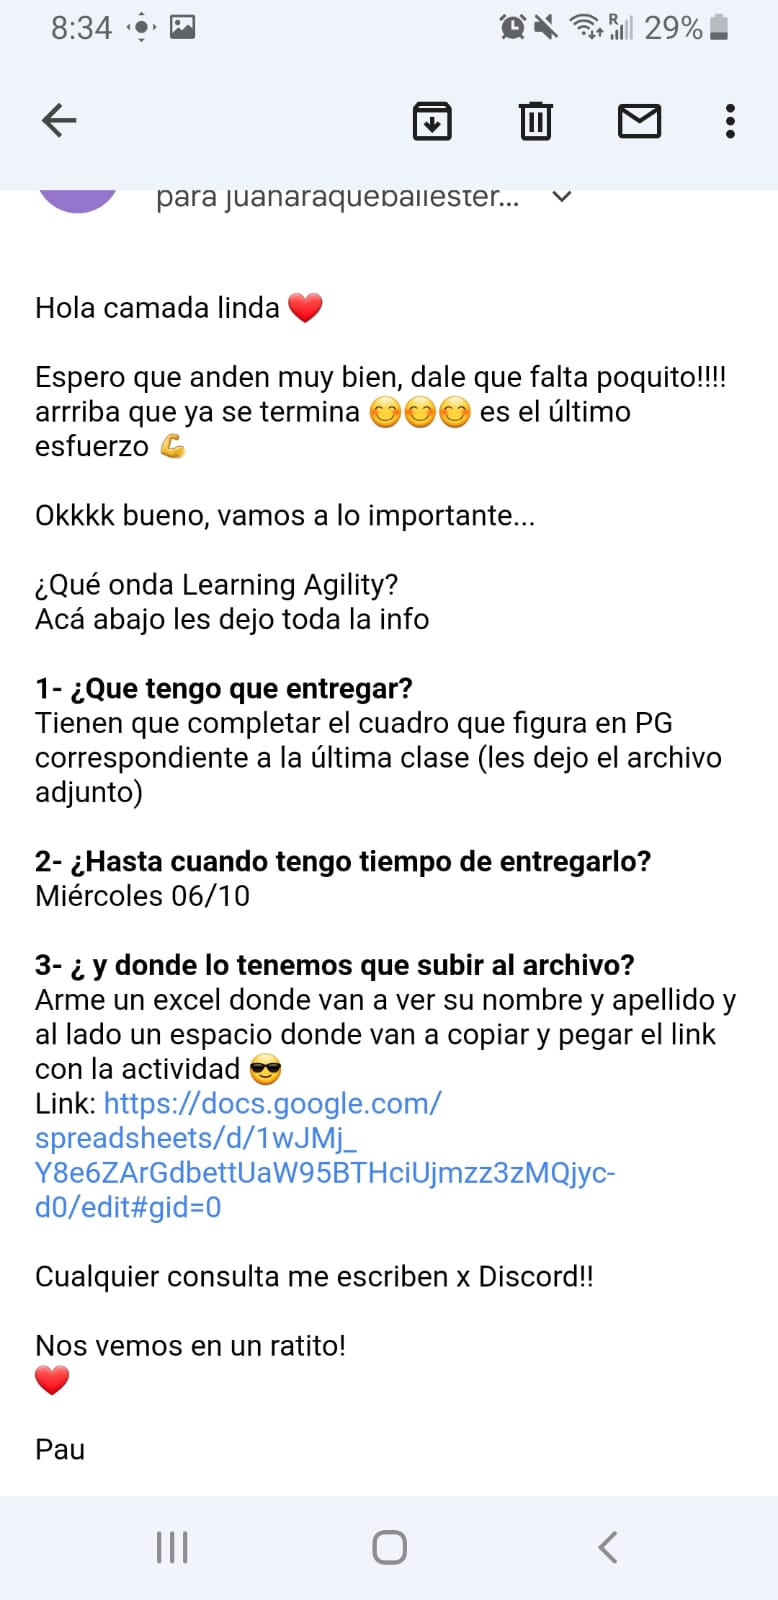 8:34
29%
para juanaraqueballester...
Hola camada linda ❤️
Espero que anden muy bien, dale que falta poquito!!!!
arrriba que ya se termina 😊😊😊 es el último
esfuerzo 💪
Okkkk bueno, vamos a lo importante...
¿Qué onda Learning Agility?
Acá abajo les dejo toda la info
1- ¿Que tengo que entregar?
Tienen que completar el cuadro que figura en PG
correspondiente a la última clase (les dejo el archivo
adjunto)
2- ¿Hasta cuando tengo tiempo de entregarlo?
Miércoles 06/10
3- ¿ y donde lo tenemos que subir al archivo?
Arme un excel donde van a ver su nombre y apellido y
al lado un espacio donde van a copiar y pegar el link
con la actividad 😎
Link: https://docs.google.com/
spreadsheets/d/1wJMj_
Y8e6ZArGdbettUaW95BTHciUjmzz3zMQjyc-
d0/edit#gid=0
Cualquier consulta me escriben x Discord!!
Nos vemos en un ratito!
❤️
Pau